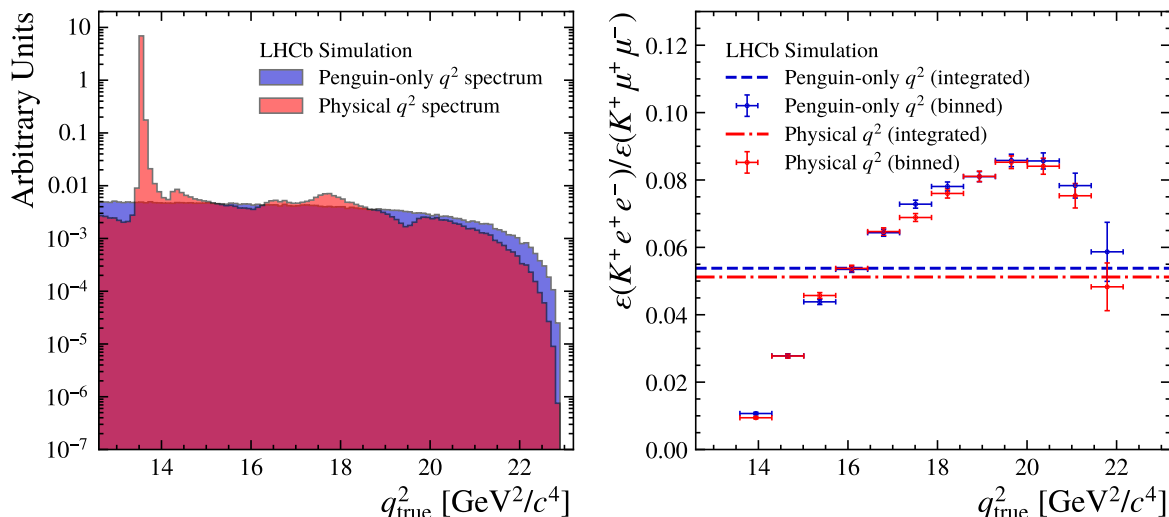 Arbitrary Units
10
1
0.1
0.01
10⁻³
10⁻⁴
10⁻⁵
10⁻⁶
10⁻⁷
LHCb Simulation
Penguin-only q² spectrum
Physical q² spectrum
14 16 18 20 22
q²_true [GeV²/c⁴]
ε(K⁺e⁺e⁻)/ε(K⁺μ⁺μ⁻)
0.12
0.10
0.08
0.06
0.04
0.02
0.00
LHCb Simulation
Penguin-only q² (integrated)
Penguin-only q² (binned)
Physical q² (integrated)
Physical q² (binned)
14 16 18 20 22
q²_true [GeV²/c⁴]